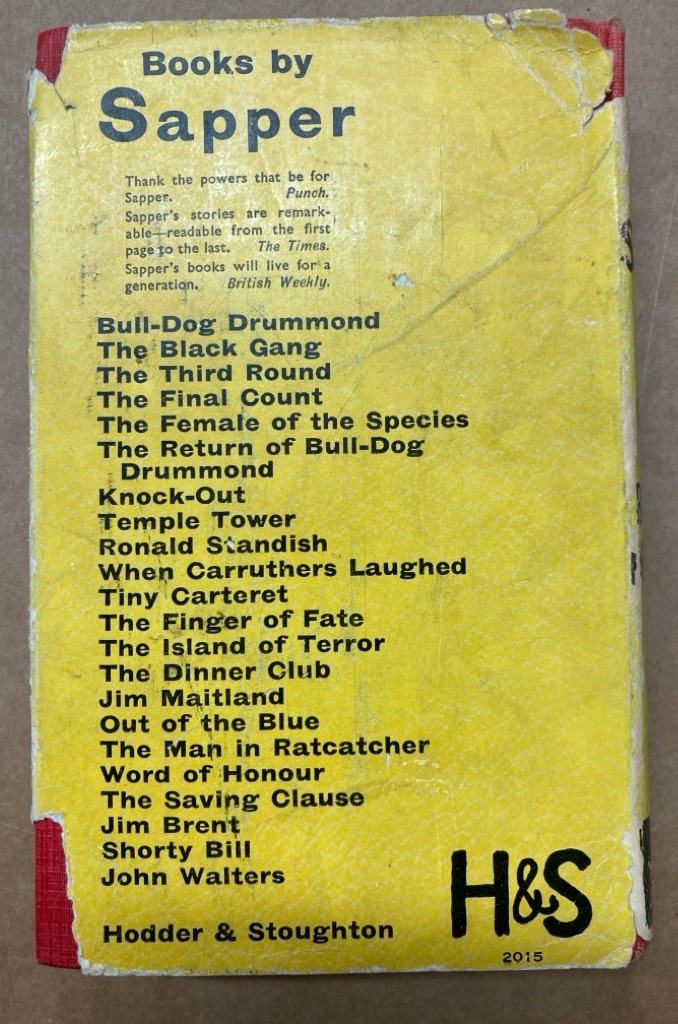 Books by
Sapper
Thank the powers that be for
Sapper. Punch.
Sapper's stories are remark-
able—readable from the first
page to the last. The Times.
Sapper's books will live for a
generation. British Weekly.
Bull-Dog Drummond
The Black Gang
The Third Round
The Final Count
The Female of the Species
The Return of Bull-Dog
Drummond
Knock-Out
Temple Tower
Ronald Standish
When Carruthers Laughed
Tiny Carteret
The Finger of Fate
The Island of Terror
The Dinner Club
Jim Maitland
Out of the Blue
The Man in Ratcatcher
Word of Honour
The Saving Clause
Jim Brent
Shorty Bill
John Walters
Hodder & Stoughton
H&S
2015